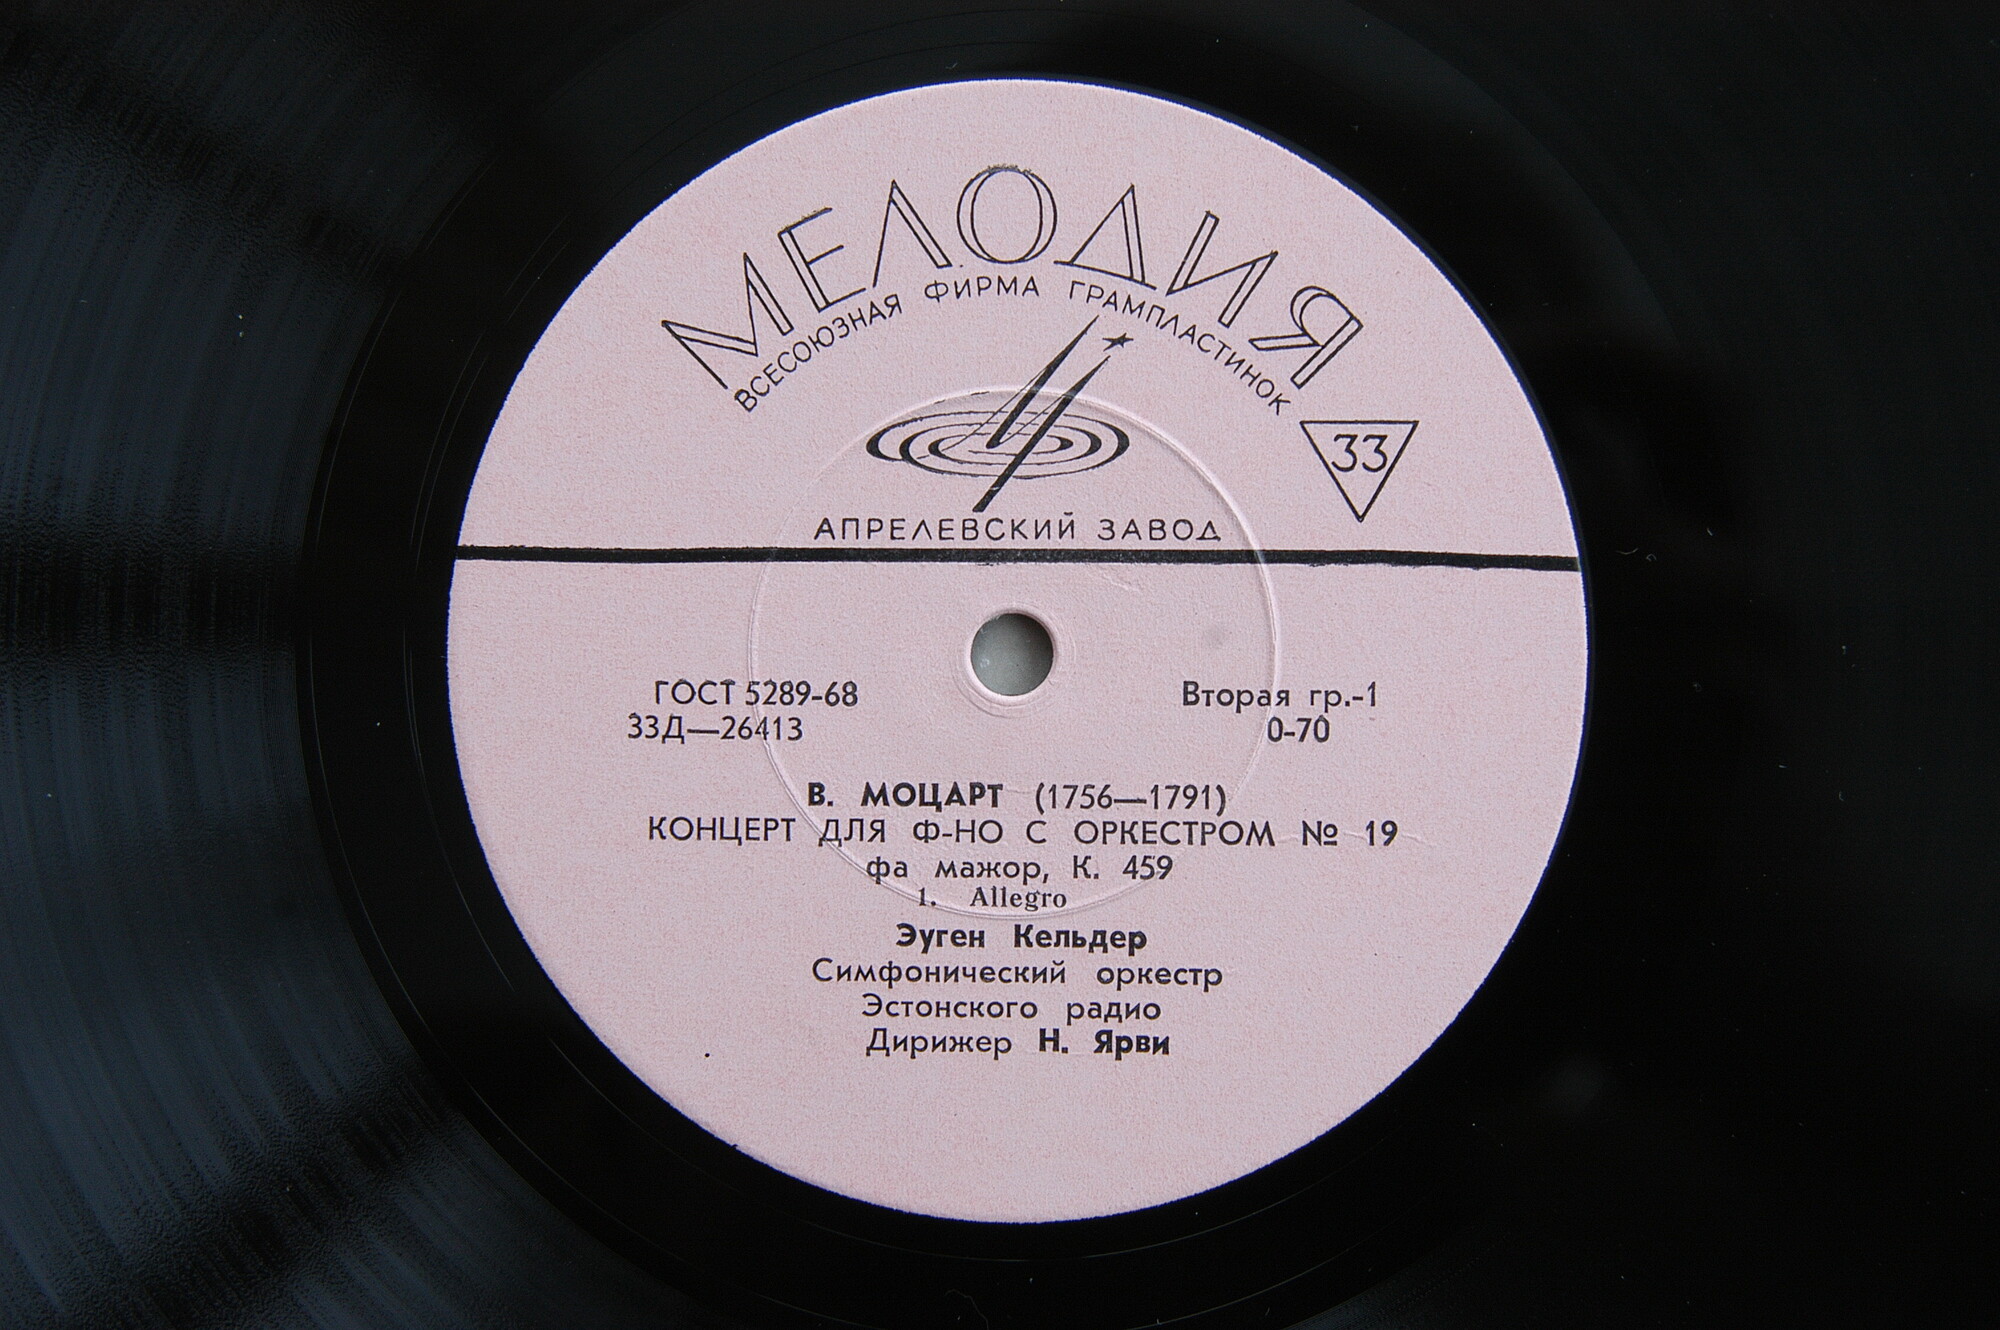 МЕЛОДИЯ
ВСЕСОЮЗНАЯ ФИРМА ГРАМПЛАСТИНОК
33
АПРЕЛЕВСКИЙ ЗАВОД
ГОСТ 5289-68
Вторая гр.-1
33Д—26413
0-70
В. МОЦАРТ (1756—1791)
КОНЦЕРТ ДЛЯ Ф-НО С ОРКЕСТРОМ № 19
фа мажор, К. 459
1. Allegro
Эуген Кельдер
Симфонический оркестр
Эстонского радио
Дирижер Н. Ярви